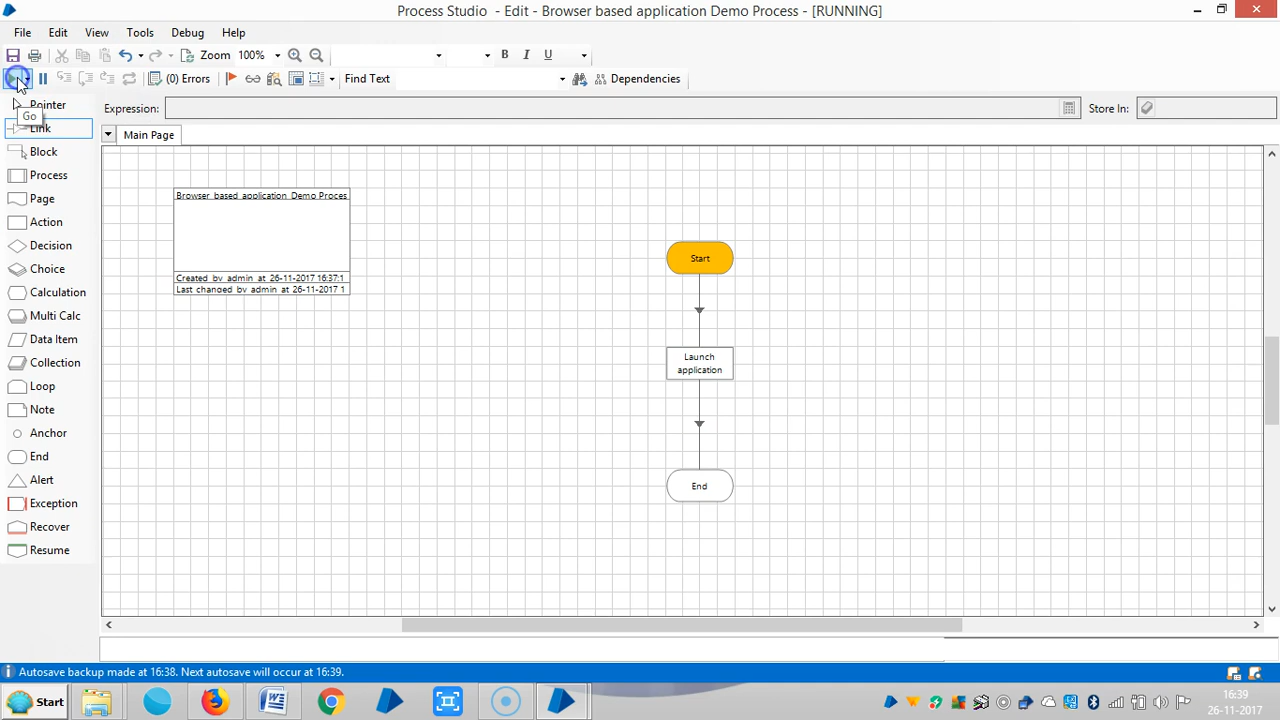 Process Studio - Edit - Browser based application Demo Process - [RUNNING]
File Edit View Tools Debug Help
Zoom 100% B I U
(0) Errors Find Text Dependencies
Pointer
Go
Link
Block
Process
Page
Action
Decision
Choice
Calculation
Multi Calc
Data Item
Collection
Loop
Note
Anchor
End
Alert
Exception
Recover
Resume
Expression: Store In:
Main Page
Browser based application Demo Proces
Created by admin at 26-11-2017 16:37:1
Last changed by admin at 26-11-2017 1
Start
Launch
application
End
Autosave backup made at 16:38. Next autosave will occur at 16:39.
Start
16:39
26-11-2017